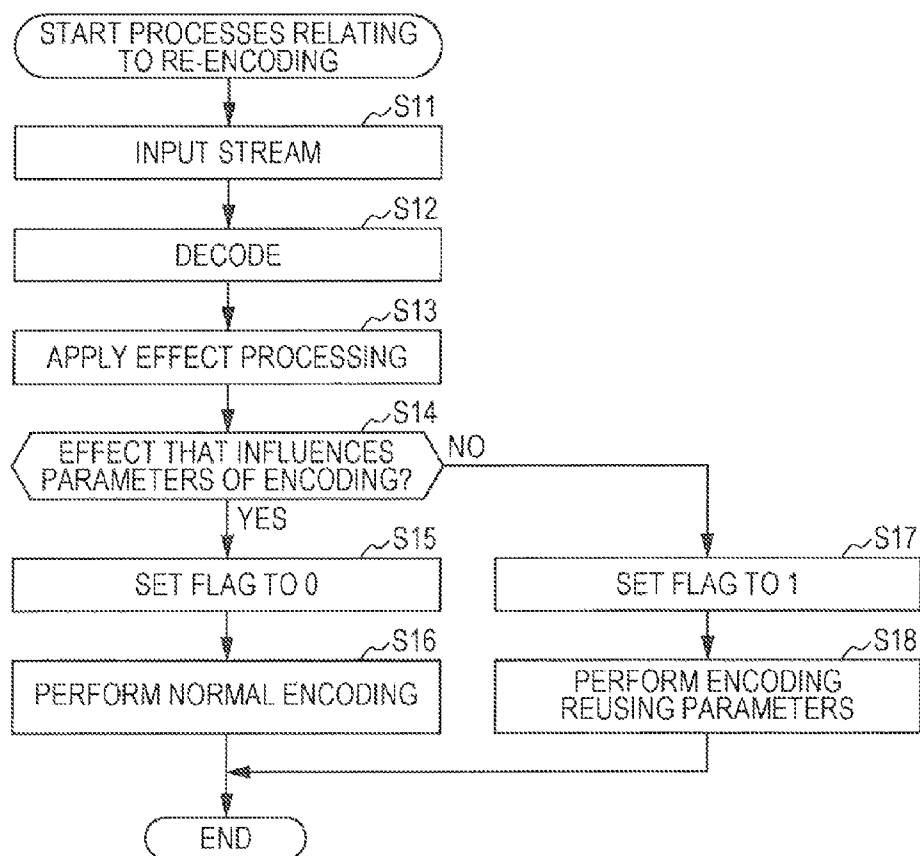 START PROCESSES RELATING
TO RE-ENCODING
S11
INPUT STREAM
S12
DECODE
S13
APPLY EFFECT PROCESSING
S14
EFFECT THAT INFLUENCES
PARAMETERS OF ENCODING?
NO
YES
S15
SET FLAG TO 0
S17
SET FLAG TO 1
S16
PERFORM NORMAL ENCODING
S18
PERFORM ENCODING
REUSING PARAMETERS
END